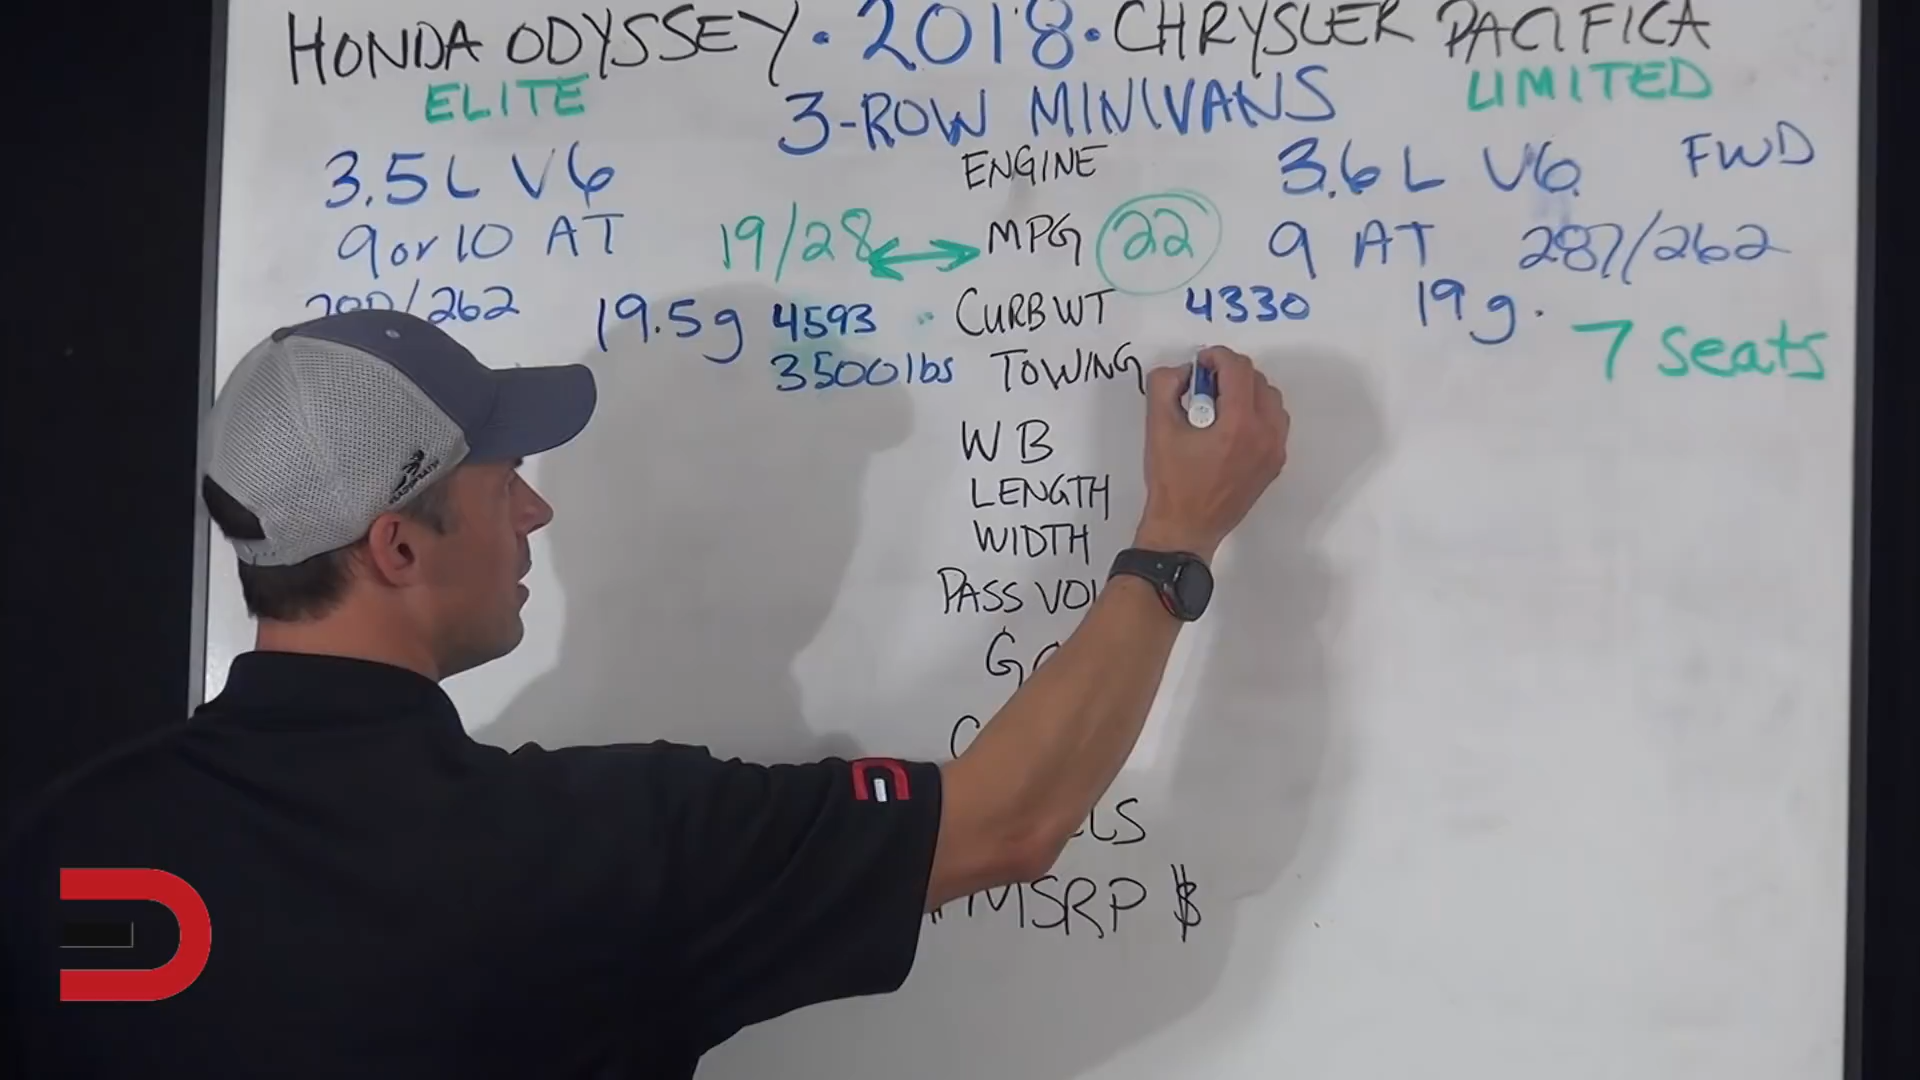 HONDA ODYSSEY · 2018 · CHRYSLER PACIFICA
ELITE 3-ROW MINIVANS LIMITED
3.5L V6 ENGINE 3.6L V6 FWD
9 or 10 AT 19/28 MPG 22 9 AT 287/262
/262 19.5g 4593 CURB WT 4330 19g.
3500lbs TOWING 7 Seats
WB
LENGTH
WIDTH
PASS
MSRP $